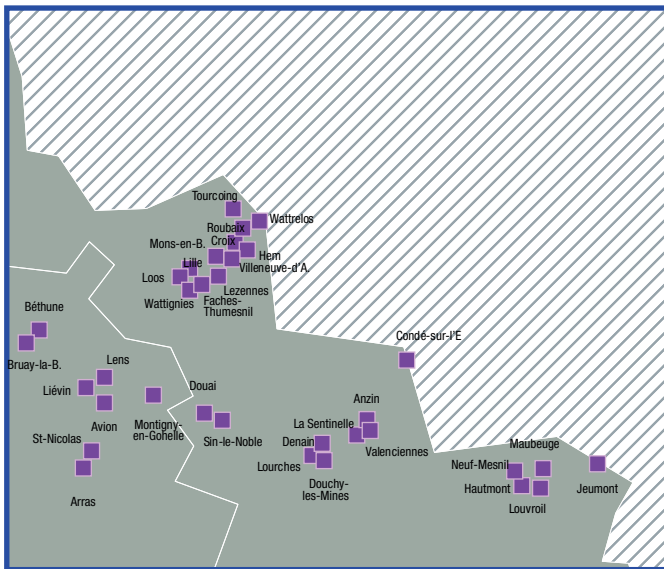 Tourcoing
Wattrelos
Roubaix
Croix
Mons-en-B.
Hem
Lille
Villeneuve-d'A.
Loos
Lezennes
Wattignies
Faches-
Thumesnil
Béthune
Condé-sur-l'E
Bruay-la-B.
Lens
Liévin
Douai
Anzin
Avion
Montigny-
en-Gohelle
La Sentinelle
St-Nicolas
Sin-le-Noble
Denain
Valenciennes
Maubeuge
Lourches
Neuf-Mesnil
Douchy-
les-Mines
Hautmont
Jeumont
Arras
Louvroil